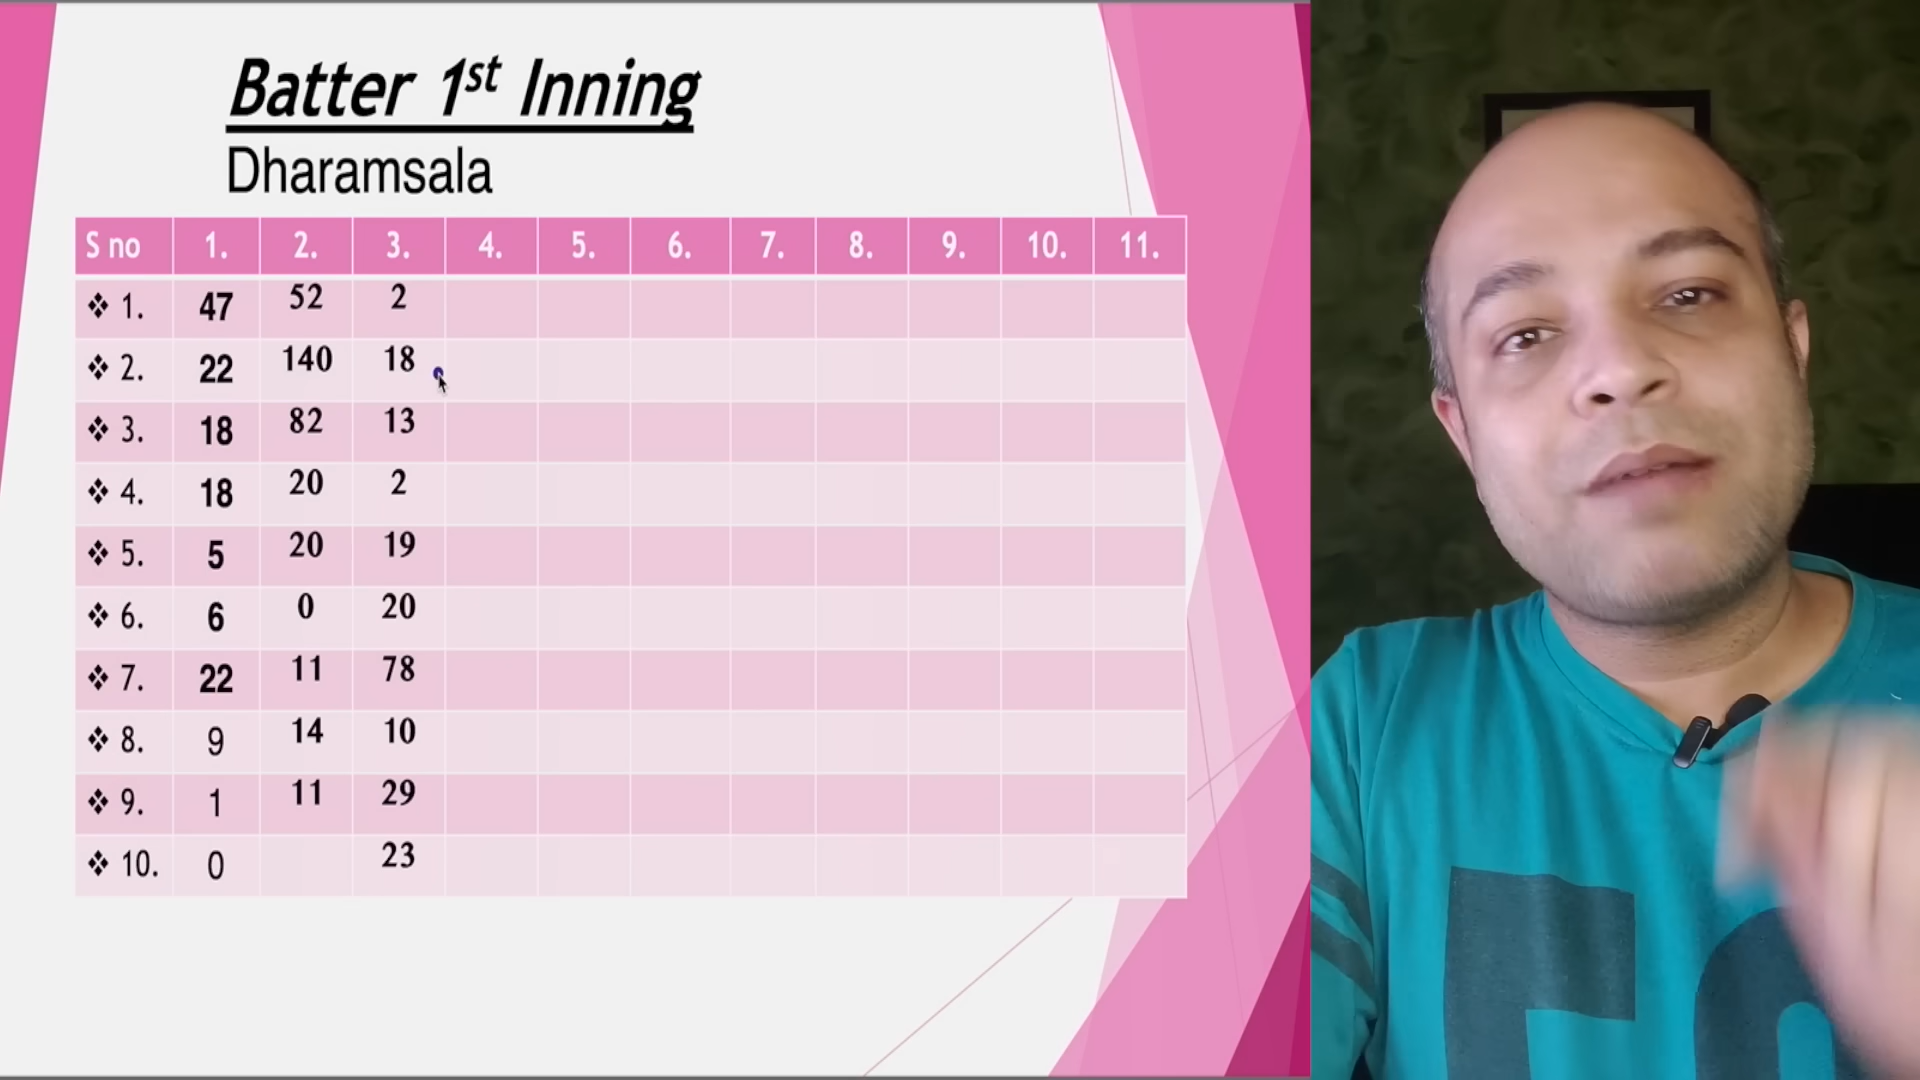 Batter 1st Inning
Dharamsala
S no 1. 2. 3. 4. 5. 6. 7. 8. 9. 10. 11.
❖ 1. 47 52 2
❖ 2. 22 140 18
❖ 3. 18 82 13
❖ 4. 18 20 2
❖ 5. 5 20 19
❖ 6. 6 0 20
❖ 7. 22 11 78
❖ 8. 9 14 10
❖ 9. 1 11 29
❖ 10. 0 23